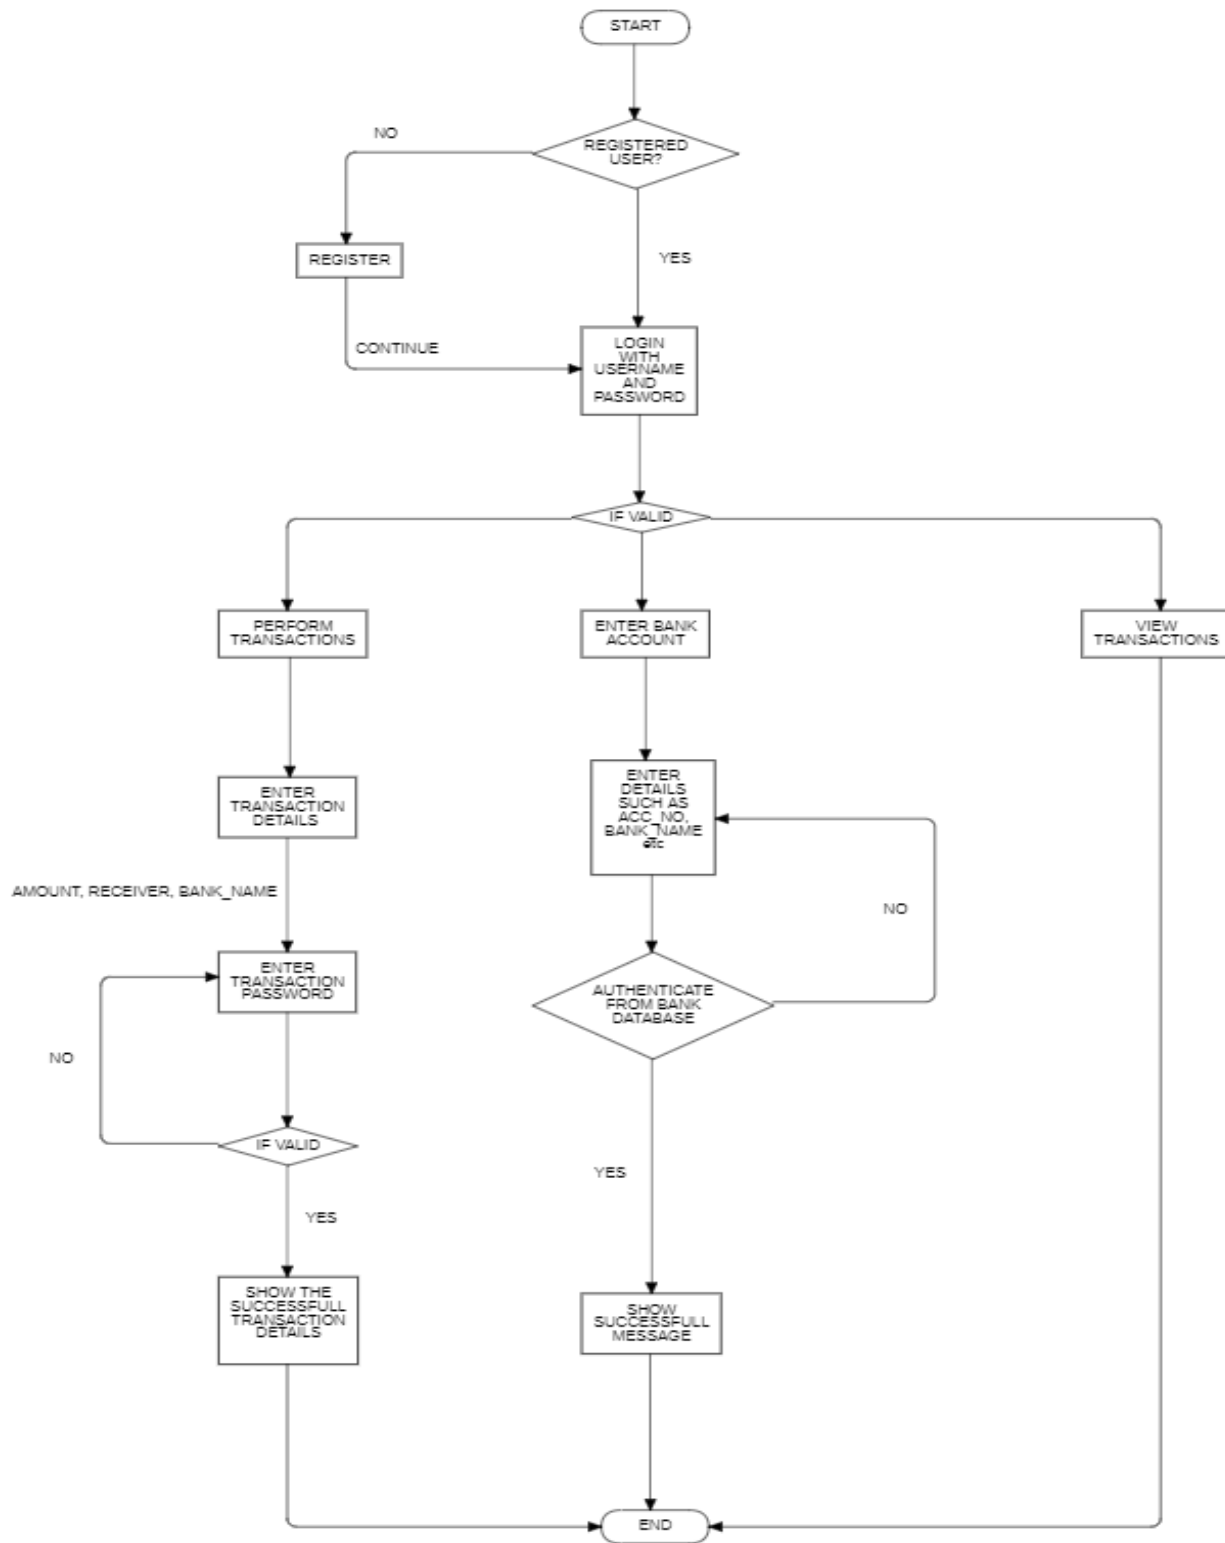 START
NO
REGISTERED
USER?
REGISTER
YES
CONTINUE
LOGIN
WITH
USERNAME
AND
PASSWORD
IF VALID
PERFORM
TRANSACTIONS
ENTER BANK
ACCOUNT
VIEW
TRANSACTIONS
ENTER
TRANSACTION
DETAILS
ENTER
DETAILS
SUCH AS
ACC_NO,
BANK_NAME
etc
AMOUNT, RECEIVER, BANK_NAME
NO
ENTER
TRANSACTION
PASSWORD
AUTHENTICATE
FROM BANK
DATABASE
NO
IF VALID
YES
YES
SHOW THE
SUCCESSFULL
TRANSACTION
DETAILS
SHOW
SUCCESSFULL
MESSAGE
END